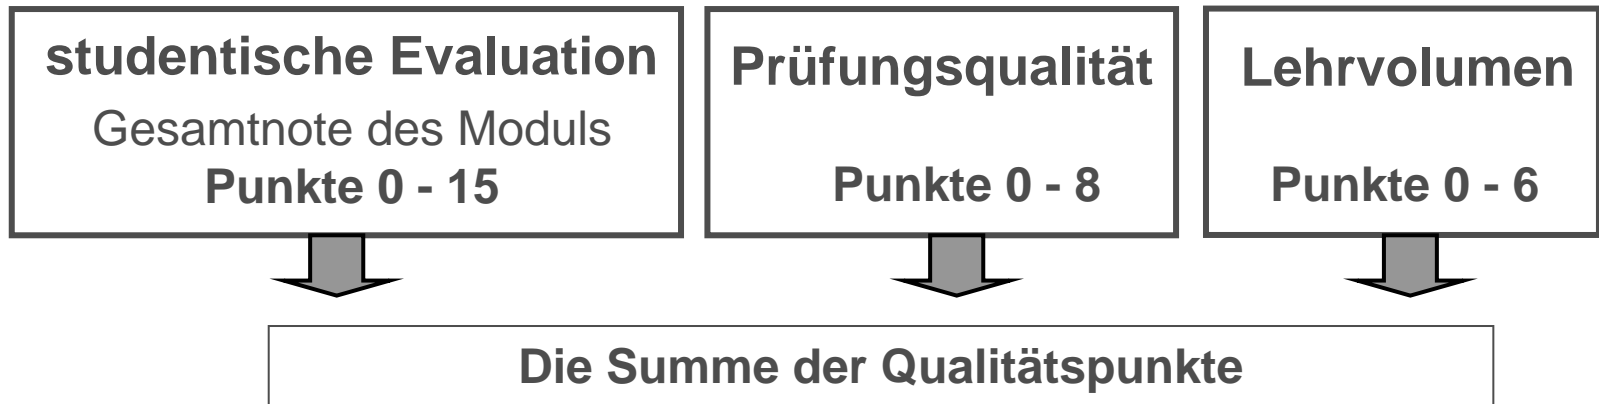 studentische Evaluation
Gesamtnote des Moduls
Punkte 0 - 15
Prüfungsqualität
Punkte 0 - 8
Lehrvolumen
Punkte 0 - 6
Die Summe der Qualitätspunkte